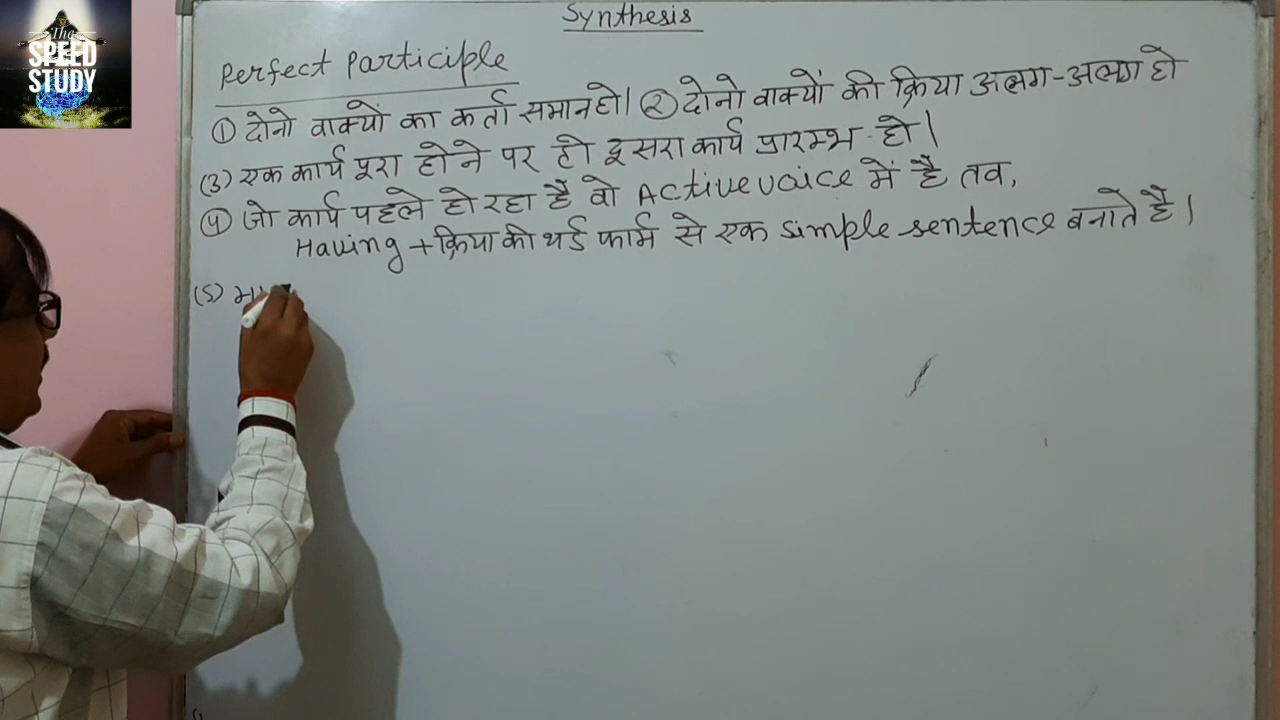 The
SPEED
STUDY
Synthesis
Perfect Participle
① दोनो वाक्यों का कर्ता समान हो। ② दोनो वाक्यों की क्रिया अलग-अलग हो
(3) एक कार्य पूरा होने पर ही दूसरा कार्य प्रारम्भ हो।
④ जो कार्य पहले हो रहा है वो Active voice में है तब,
Having + क्रिया की थर्ड फार्म से एक simple sentence बनाते है।
(5)